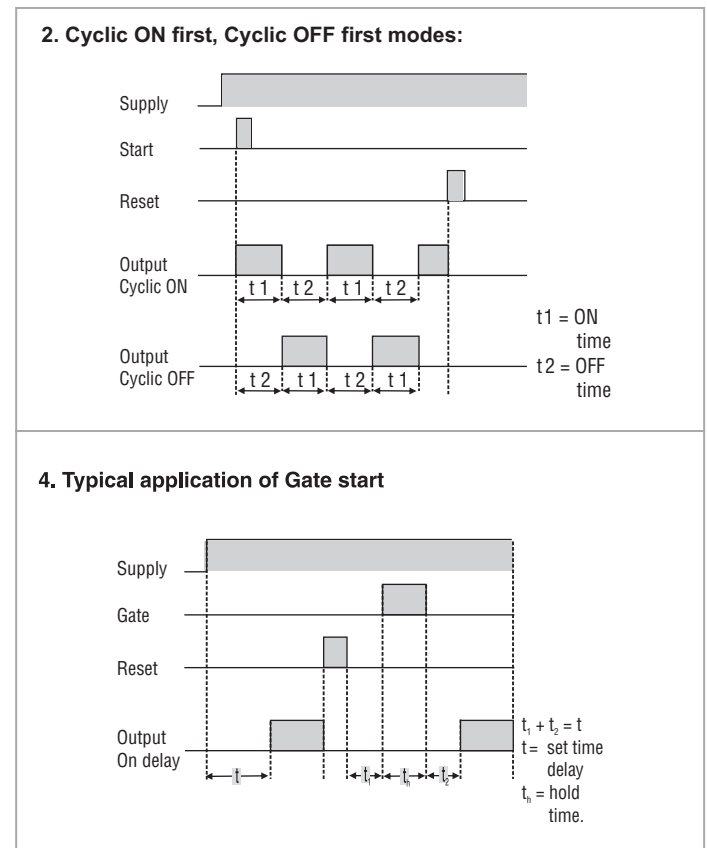 2. Cyclic ON first, Cyclic OFF first modes:
Supply
Start
Reset
Output
Cyclic ON
t 1 t 2 t 1 t 2
t1 = ON
time
t2 = OFF
time
Output
Cyclic OFF
t 2 t 1 t 2 t 1
4. Typical application of Gate start
Supply
Gate
Reset
Output
On delay
t t₁ tₕ t₂
t₁ + t₂ = t
t = set time
delay
tₕ = hold
time.